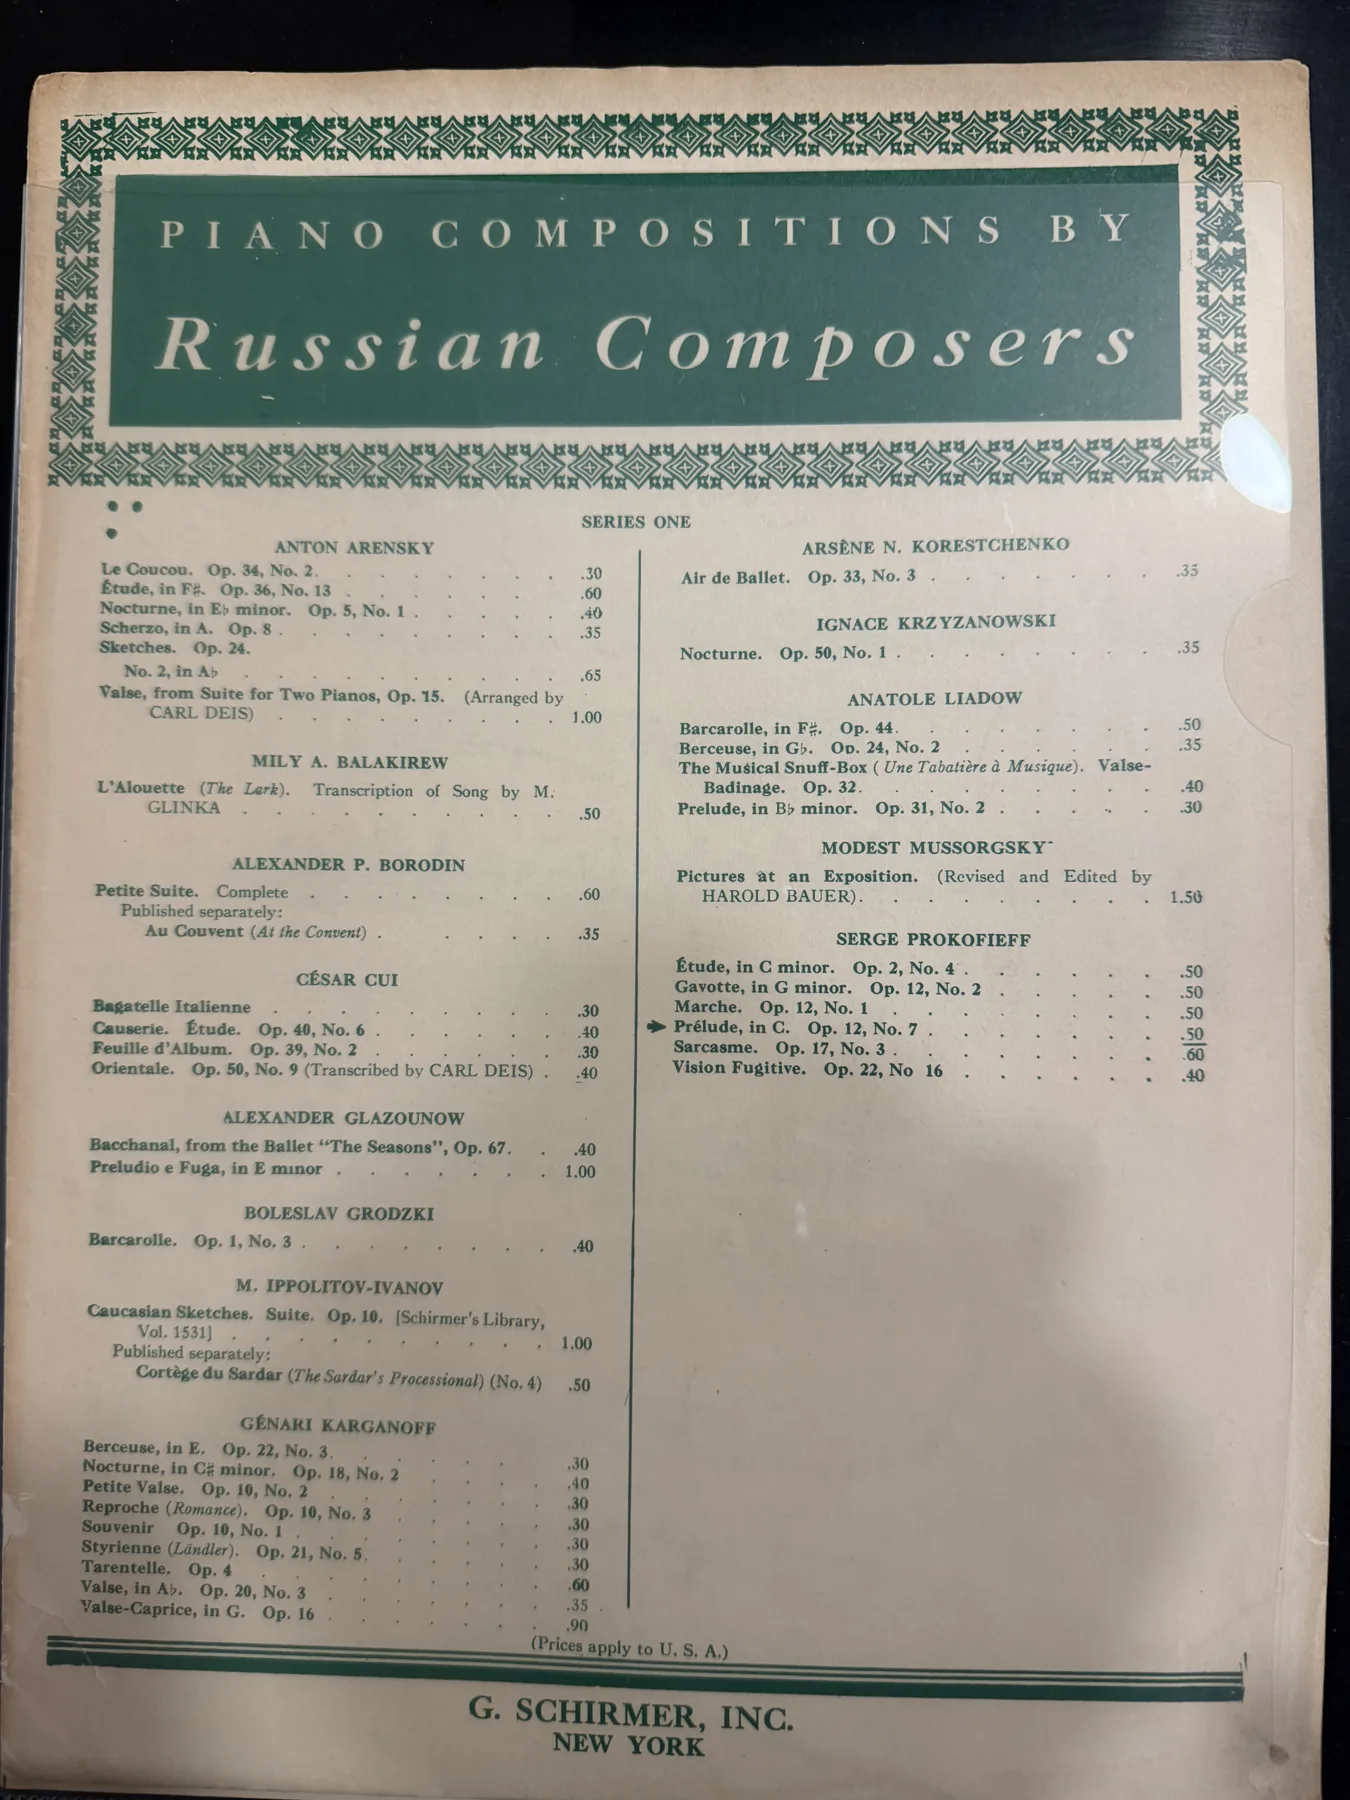 PIANO COMPOSITIONS BY
Russian Composers
SERIES ONE
ANTON ARENSKY
Le Coucou. Op. 34, No. 2. . . . . . . . .30
Étude, in F♯. Op. 36, No. 13 . . . . . . .60
Nocturne, in E♭ minor. Op. 5, No. 1 . . . . .40
Scherzo, in A. Op. 8 . . . . . . . . .35
Sketches. Op. 24.
No. 2, in A♭ . . . . . . . . .65
Valse, from Suite for Two Pianos, Op. 15. (Arranged by
CARL DEIS) . . . . . . . . . 1.00
MILY A. BALAKIREW
L'Alouette (The Lark). Transcription of Song by M.
GLINKA . . . . . . . . . . .50
ALEXANDER P. BORODIN
Petite Suite. Complete . . . . . . . .60
Published separately:
Au Couvent (At the Convent) . . . . . .35
CÉSAR CUI
Bagatelle Italienne . . . . . . . . .30
Causerie. Étude. Op. 40, No. 6 . . . . . .40
Feuille d'Album. Op. 39, No. 2 . . . . . .30
Orientale. Op. 50, No. 9 (Transcribed by CARL DEIS) . .40
ALEXANDER GLAZOUNOW
Bacchanal, from the Ballet "The Seasons", Op. 67. . .40
Preludio e Fuga, in E minor . . . . . . . 1.00
BOLESLAV GRODZKI
Barcarolle. Op. 1, No. 3 . . . . . . . .40
M. IPPOLITOV-IVANOV
Caucasian Sketches. Suite. Op. 10. [Schirmer's Library,
Vol. 1531] . . . . . . . . . . 1.00
Published separately:
Cortège du Sardar (The Sardar's Processional) (No. 4) .50
GÉNARI KARGANOFF
Berceuse, in E. Op. 22, No. 3. . . . . . .30
Nocturne, in C♯ minor. Op. 18, No. 2 . . . . .40
Petite Valse. Op. 10, No. 2 . . . . . . .30
Reproche (Romance). Op. 10, No. 3 . . . . .30
Souvenir Op. 10, No. 1 . . . . . . . .30
Styrienne (Ländler). Op. 21, No. 5. . . . . .30
Tarentelle. Op. 4 . . . . . . . . .60
Valse, in A♭. Op. 20, No. 3 . . . . . . .35
Valse-Caprice, in G. Op. 16 . . . . . . .90
ARSÈNE N. KORESTCHENKO
Air de Ballet. Op. 33, No. 3 . . . . . . .35
IGNACE KRZYZANOWSKI
Nocturne. Op. 50, No. 1 . . . . . . . .35
ANATOLE LIADOW
Barcarolle, in F♯. Op. 44. . . . . . . .50
Berceuse, in G♭. Op. 24, No. 2 . . . . . .35
The Musical Snuff-Box (Une Tabatière à Musique). Valse-
Badinage. Op. 32. . . . . . . . . .40
Prelude, in B♭ minor. Op. 31, No. 2 . . . . .30
MODEST MUSSORGSKY
Pictures at an Exposition. (Revised and Edited by
HAROLD BAUER). . . . . . . . . 1.50
SERGE PROKOFIEFF
Étude, in C minor. Op. 2, No. 4 . . . . . .50
Gavotte, in G minor. Op. 12, No. 2 . . . . .50
Marche. Op. 12, No. 1 . . . . . . . .50
Prélude, in C. Op. 12, No. 7 . . . . . . .50
Sarcasme. Op. 17, No. 3 . . . . . . . .60
Vision Fugitive. Op. 22, No 16 . . . . . .40
(Prices apply to U. S. A.)
G. SCHIRMER, INC.
NEW YORK